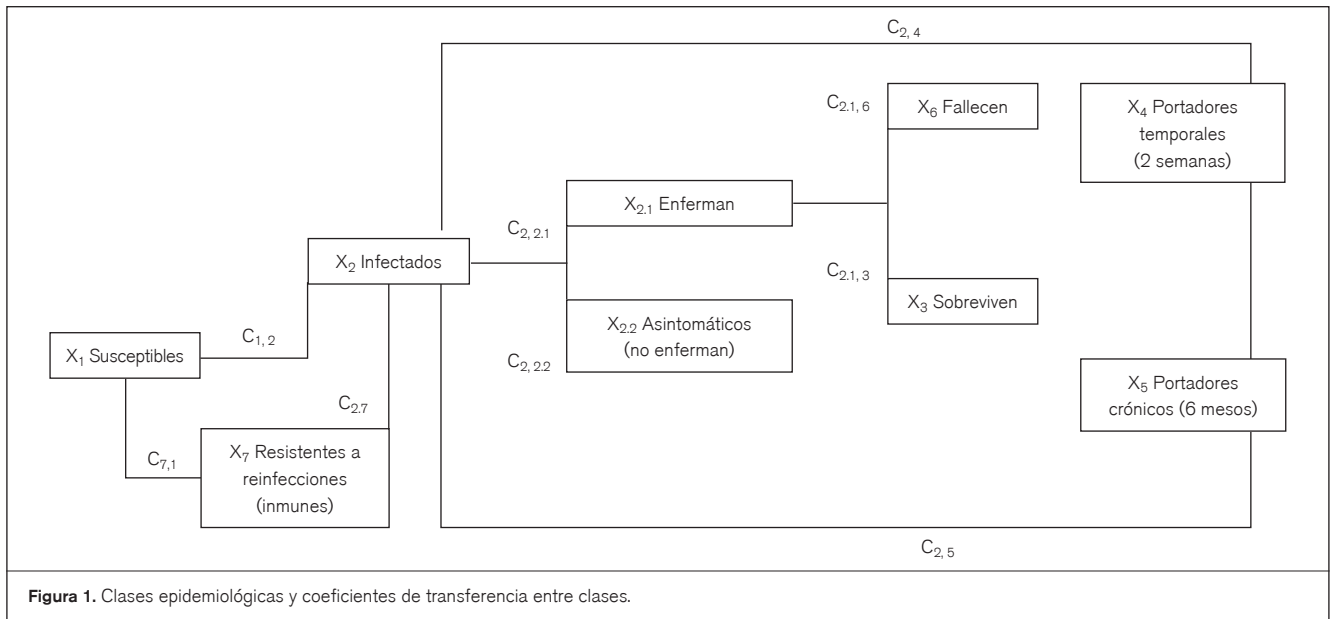 C2, 4
C2.1, 6
X6 Fallecen
X4 Portadores
temporales
(2 semanas)
X2.1 Enferman
C2, 2.1
X2 Infectados
C2.1, 3
X3 Sobreviven
X2.2 Asintomáticos
(no enferman)
C2, 2.2
C1, 2
X1 Susceptibles
X5 Portadores
crónicos (6 mesos)
C2.7
C7,1
X7 Resistentes a
reinfecciones
(inmunes)
C2, 5
Figura 1. Clases epidemiológicas y coeficientes de transferencia entre clases.